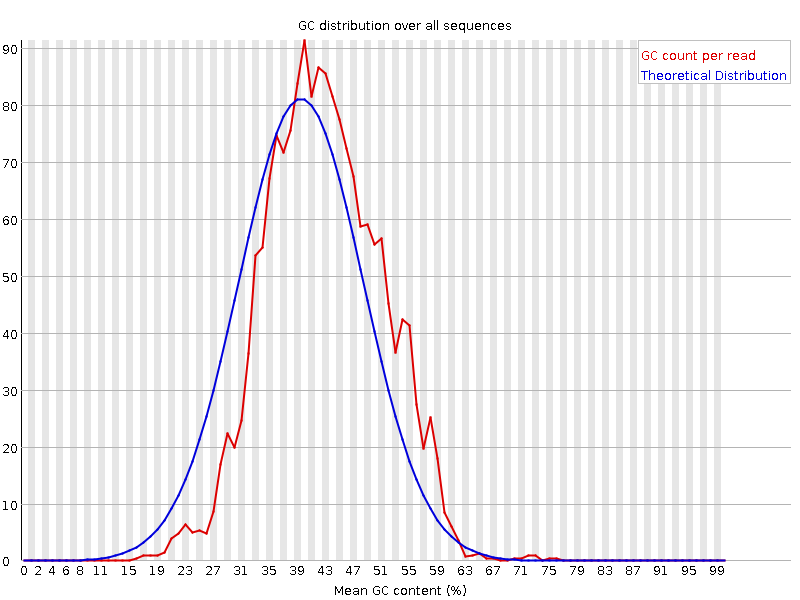 GC distribution over all sequences
GC count per read
Theoretical Distribution
90
80
70
60
50
40
30
20
10
0
0 2 4 6 8 11 15 19 23 27 31 35 39 43 47 51 55 59 63 67 71 75 79 83 87 91 95 99
Mean GC content (%)